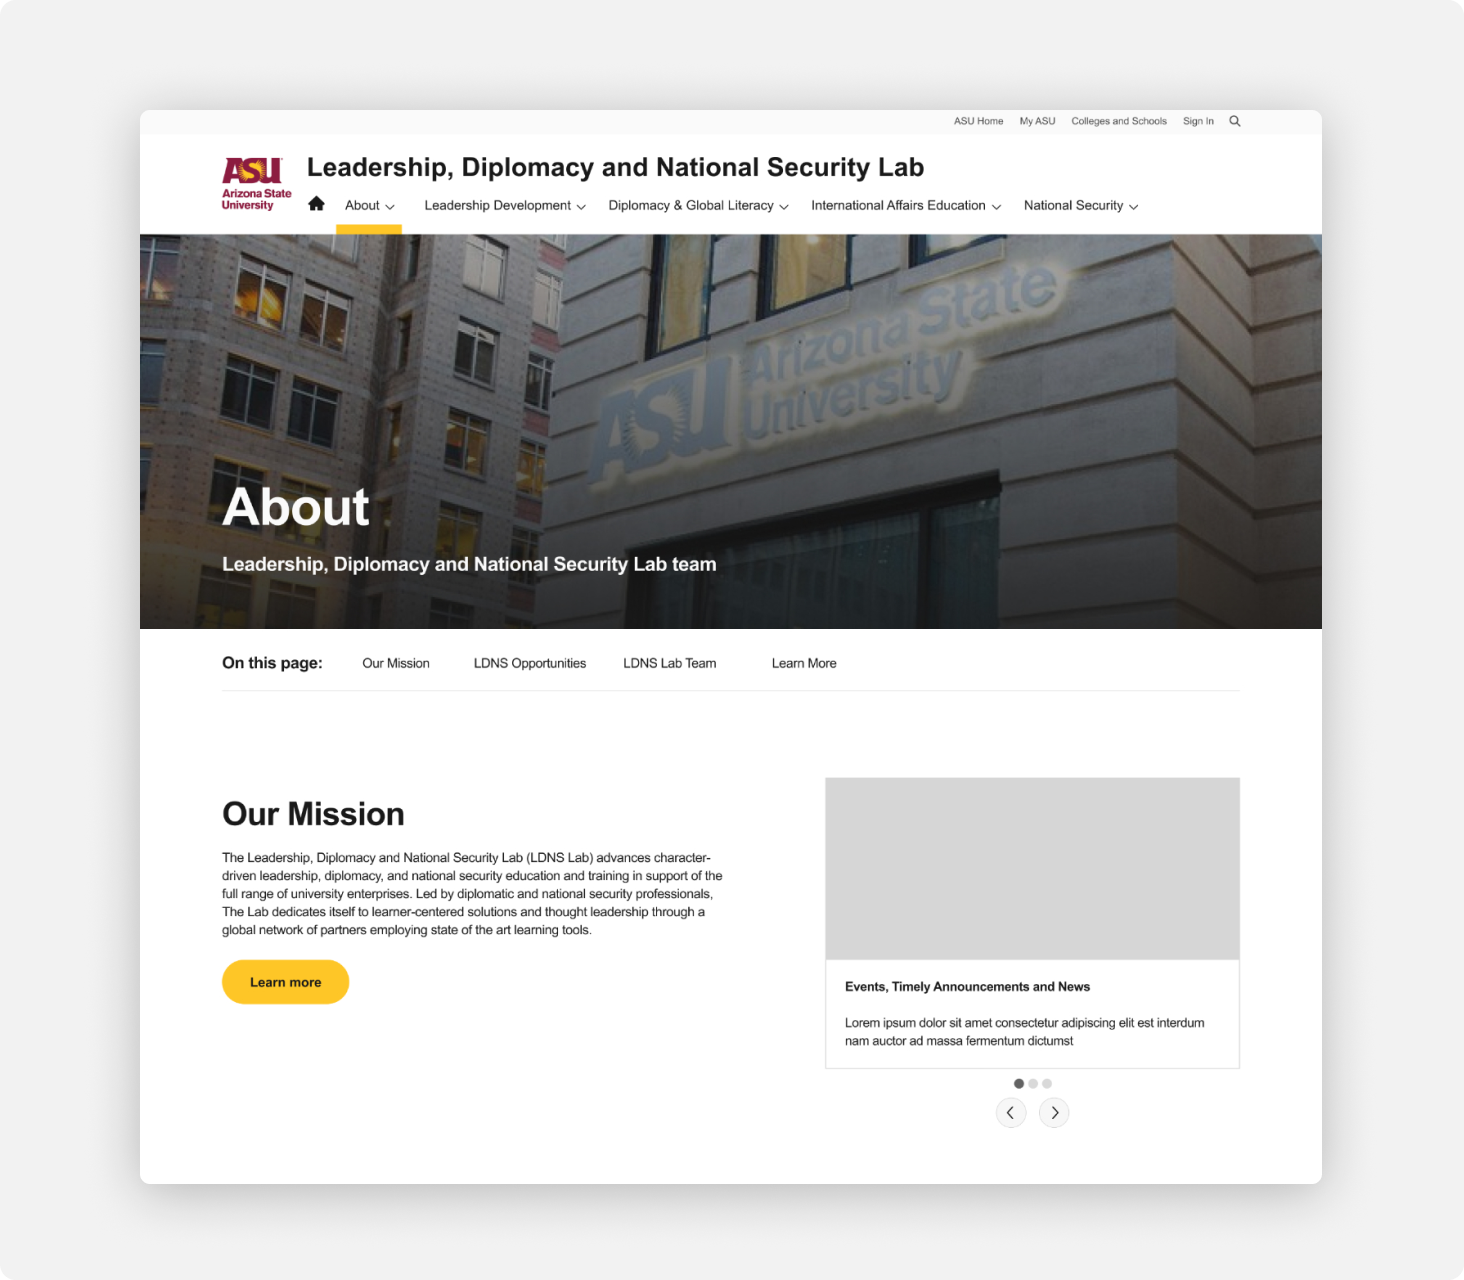 ASU Home My ASU Colleges and Schools Sign In
ASU
Arizona State
University
Leadership, Diplomacy and National Security Lab
About Leadership Development Diplomacy & Global Literacy International Affairs Education National Security
ASU Arizona State
University
About
Leadership, Diplomacy and National Security Lab team
On this page: Our Mission LDNS Opportunities LDNS Lab Team Learn More
Our Mission
The Leadership, Diplomacy and National Security Lab (LDNS Lab) advances character-
driven leadership, diplomacy, and national security education and training in support of the
full range of university enterprises. Led by diplomatic and national security professionals,
The Lab dedicates itself to learner-centered solutions and thought leadership through a
global network of partners employing state of the art learning tools.
Learn more
Events, Timely Announcements and News
Lorem ipsum dolor sit amet consectetur adipiscing elit est interdum
nam auctor ad massa fermentum dictumst